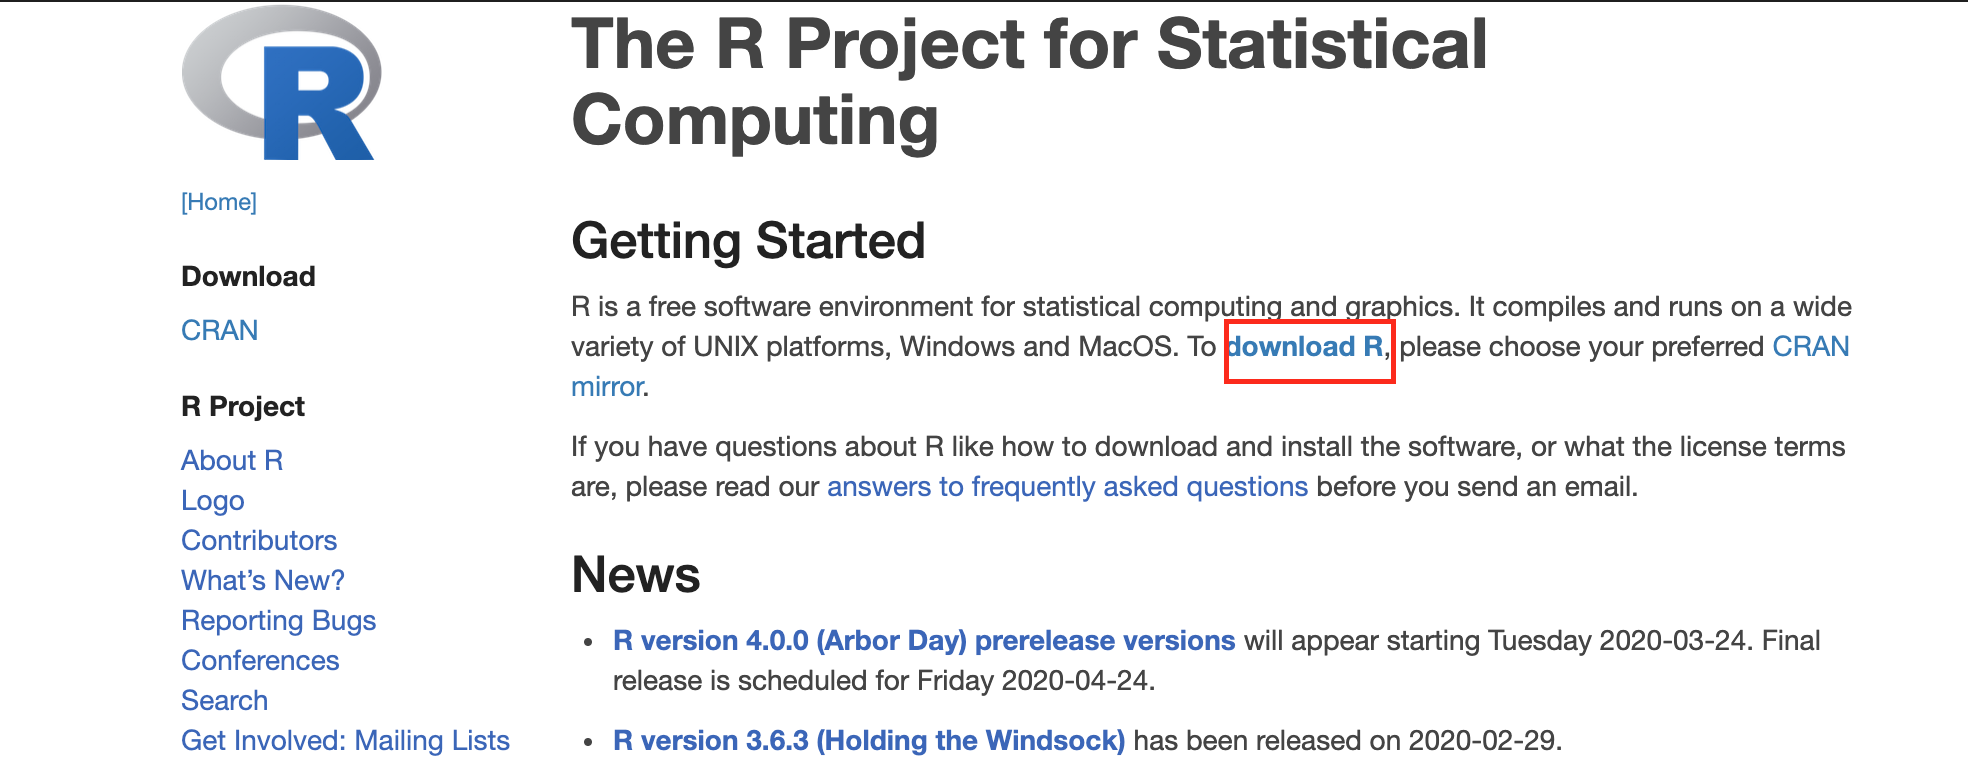 R
[Home]
Download
CRAN
R Project
About R
Logo
Contributors
What’s New?
Reporting Bugs
Conferences
Search
Get Involved: Mailing Lists
The R Project for Statistical
Computing
Getting Started
R is a free software environment for statistical computing and graphics. It compiles and runs on a wide
variety of UNIX platforms, Windows and MacOS. To download R, please choose your preferred CRAN
mirror.
If you have questions about R like how to download and install the software, or what the license terms
are, please read our answers to frequently asked questions before you send an email.
News
• R version 4.0.0 (Arbor Day) prerelease versions will appear starting Tuesday 2020-03-24. Final
release is scheduled for Friday 2020-04-24.
• R version 3.6.3 (Holding the Windsock) has been released on 2020-02-29.